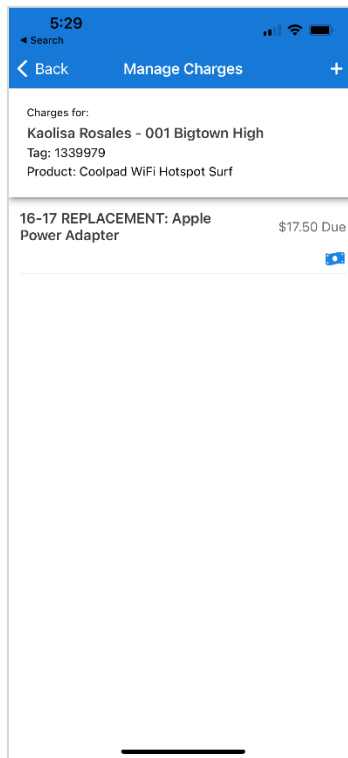 5:29
◀ Search
Back Manage Charges +
Charges for:
Kaolisa Rosales - 001 Bigtown High
Tag: 1339979
Product: Coolpad WiFi Hotspot Surf
16-17 REPLACEMENT: Apple
Power Adapter
$17.50 Due